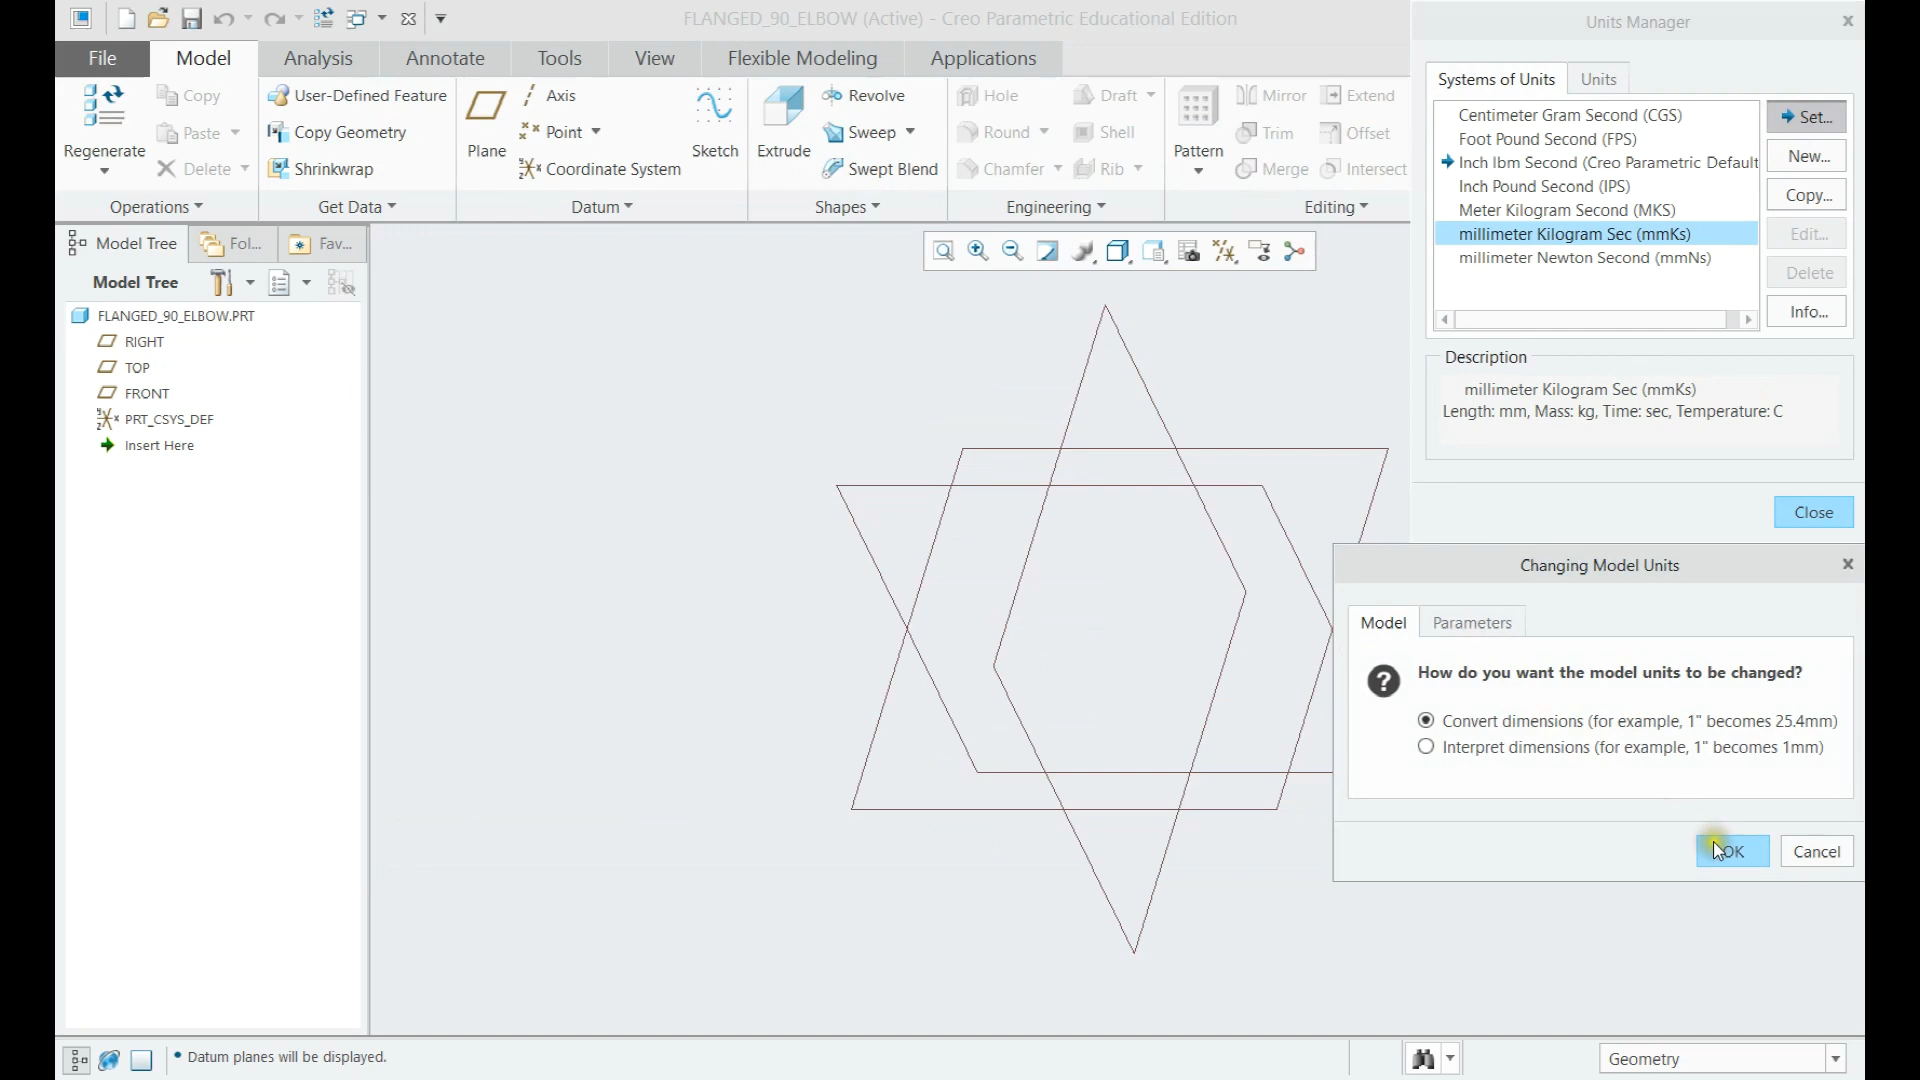 FLANGED_90_ELBOW (Active) - Creo Parametric Educational Edition
File
Model
Analysis
Annotate
Tools
View
Flexible Modeling
Applications
Regenerate
Copy
Paste
Delete
Operations
User-Defined Feature
Copy Geometry
Shrinkwrap
Get Data
Plane
Axis
Point
Coordinate System
Sketch
Datum
Extrude
Revolve
Sweep
Swept Blend
Shapes
Hole
Round
Chamfer
Draft
Shell
Rib
Engineering
Pattern
Mirror
Trim
Merge
Extend
Offset
Intersect
Editing
Model Tree
Fol...
Fav...
Model Tree
FLANGED_90_ELBOW.PRT
RIGHT
TOP
FRONT
PRT_CSYS_DEF
Insert Here
Units Manager
Systems of Units
Units
Centimeter Gram Second (CGS)
Foot Pound Second (FPS)
Inch lbm Second (Creo Parametric Default
Inch Pound Second (IPS)
Meter Kilogram Second (MKS)
millimeter Kilogram Sec (mmKs)
millimeter Newton Second (mmNs)
Set...
New...
Copy...
Edit...
Delete
Info...
Description
millimeter Kilogram Sec (mmKs)
Length: mm, Mass: kg, Time: sec, Temperature: C
Close
Changing Model Units
Model
Parameters
How do you want the model units to be changed?
Convert dimensions (for example, 1" becomes 25.4mm)
Interpret dimensions (for example, 1" becomes 1mm)
OK
Cancel
• Datum planes will be displayed.
Geometry